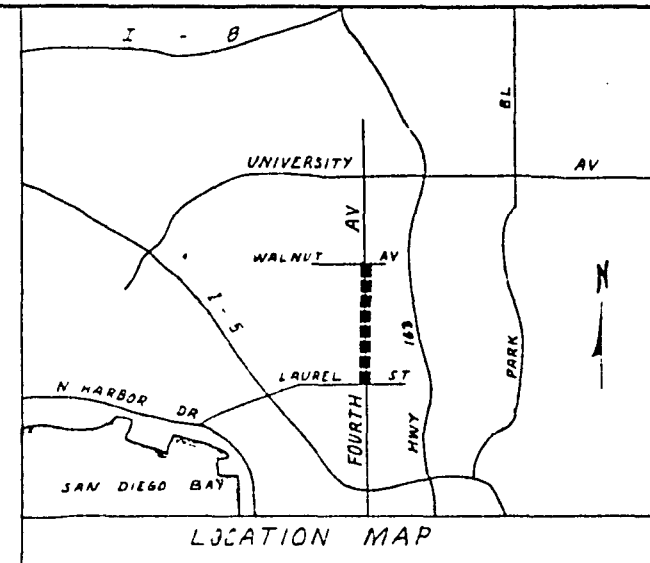 I - 8
BL
UNIVERSITY AV
AV
WALNUT AV
N
I-5
163
LAUREL ST
PARK
N HARBOR DR
FOURTH
HWY
SAN DIEGO BAY
LOCATION MAP